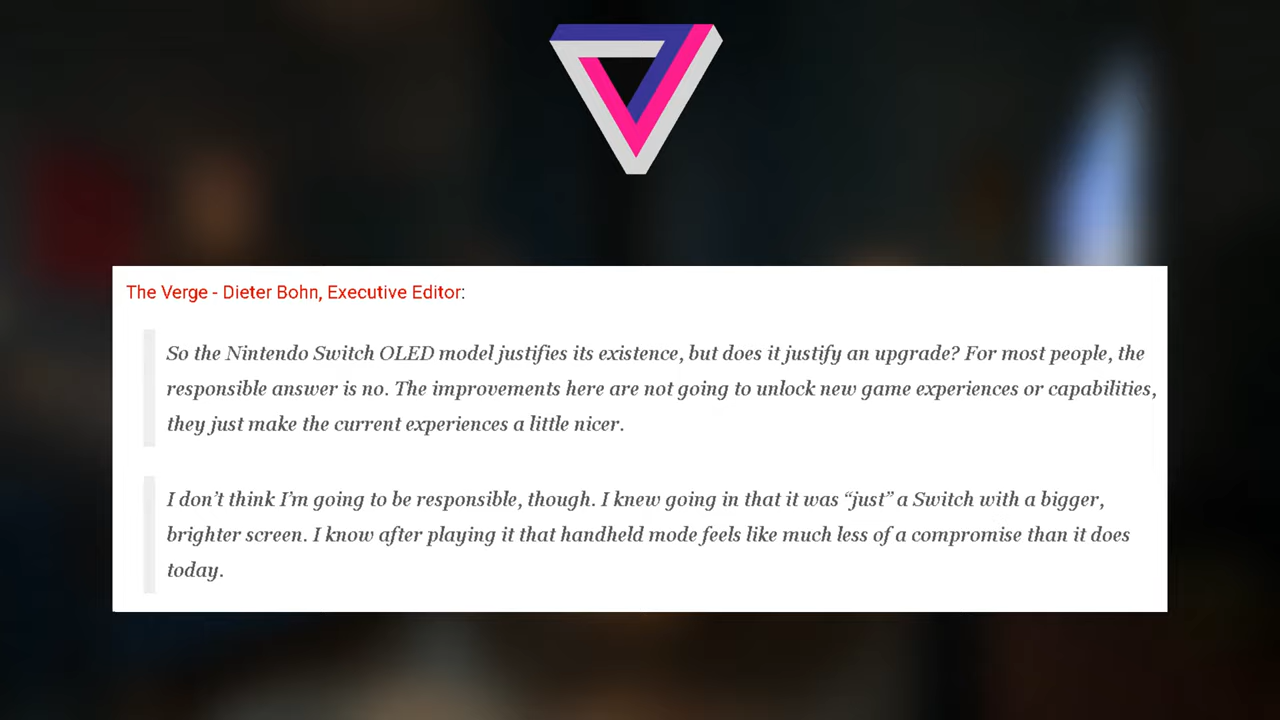 The Verge - Dieter Bohn, Executive Editor:
So the Nintendo Switch OLED model justifies its existence, but does it justify an upgrade? For most people, the
responsible answer is no. The improvements here are not going to unlock new game experiences or capabilities,
they just make the current experiences a little nicer.
I don’t think I’m going to be responsible, though. I knew going in that it was “just” a Switch with a bigger,
brighter screen. I know after playing it that handheld mode feels like much less of a compromise than it does
today.